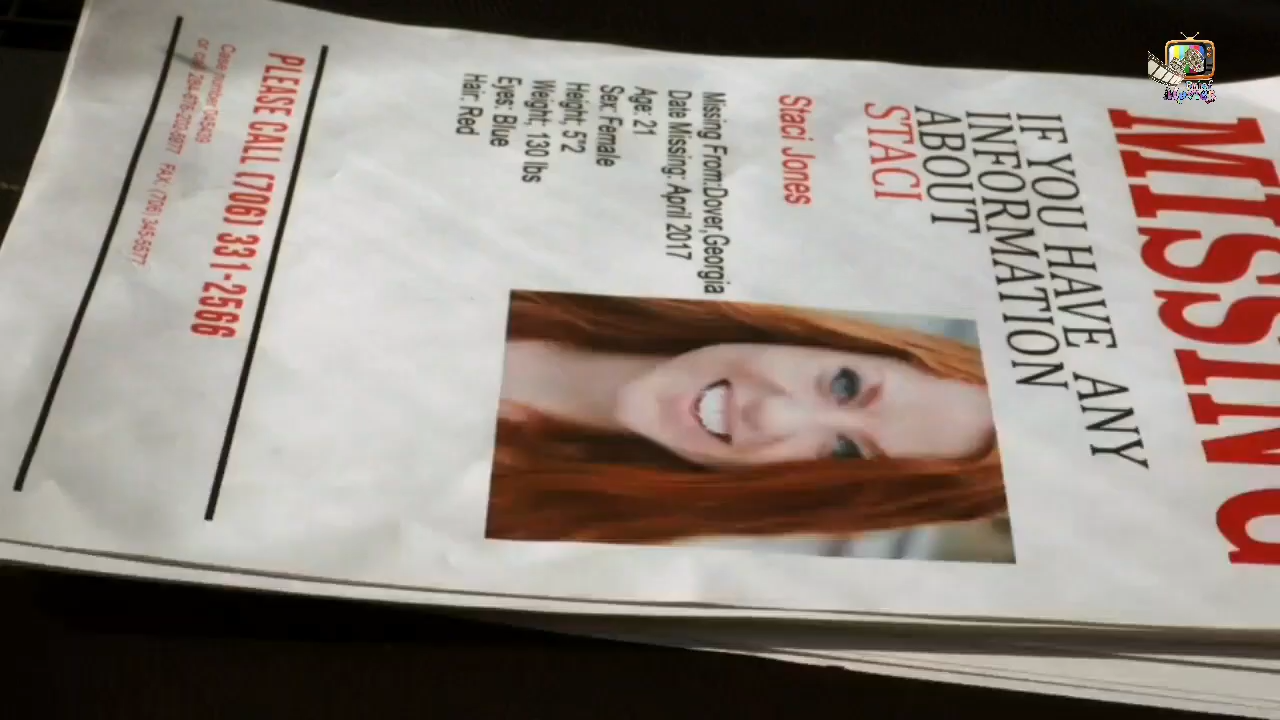 MISSING
IF YOU HAVE ANY
INFORMATION
ABOUT
STACI
Staci Jones
Missing From:Dover,Georgia
Date Missing: April 2017
Age: 21
Sex: Female
Height; 5"2
Weight; 130 lbs
Eyes: Blue
Hair: Red
PLEASE CALL (706) 331-2566